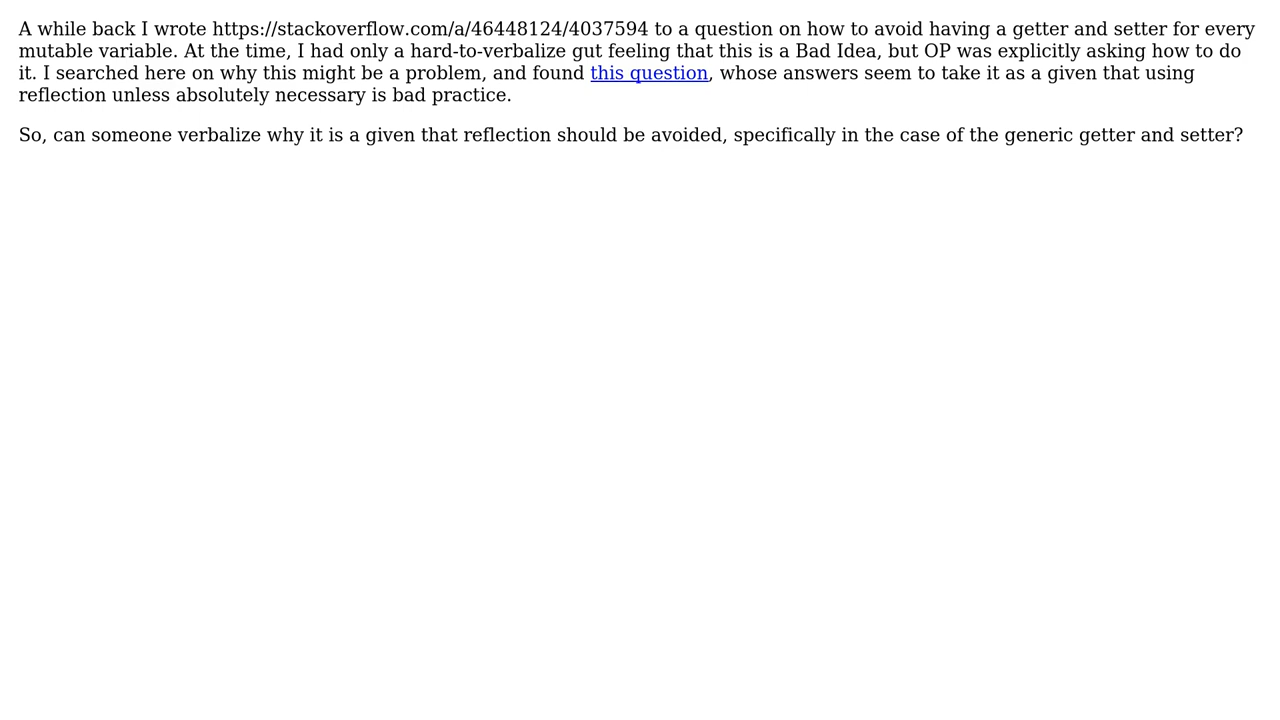 A while back I wrote https://stackoverflow.com/a/46448124/4037594 to a question on how to avoid having a getter and setter for every
mutable variable. At the time, I had only a hard-to-verbalize gut feeling that this is a Bad Idea, but OP was explicitly asking how to do
it. I searched here on why this might be a problem, and found this question, whose answers seem to take it as a given that using
reflection unless absolutely necessary is bad practice.
So, can someone verbalize why it is a given that reflection should be avoided, specifically in the case of the generic getter and setter?